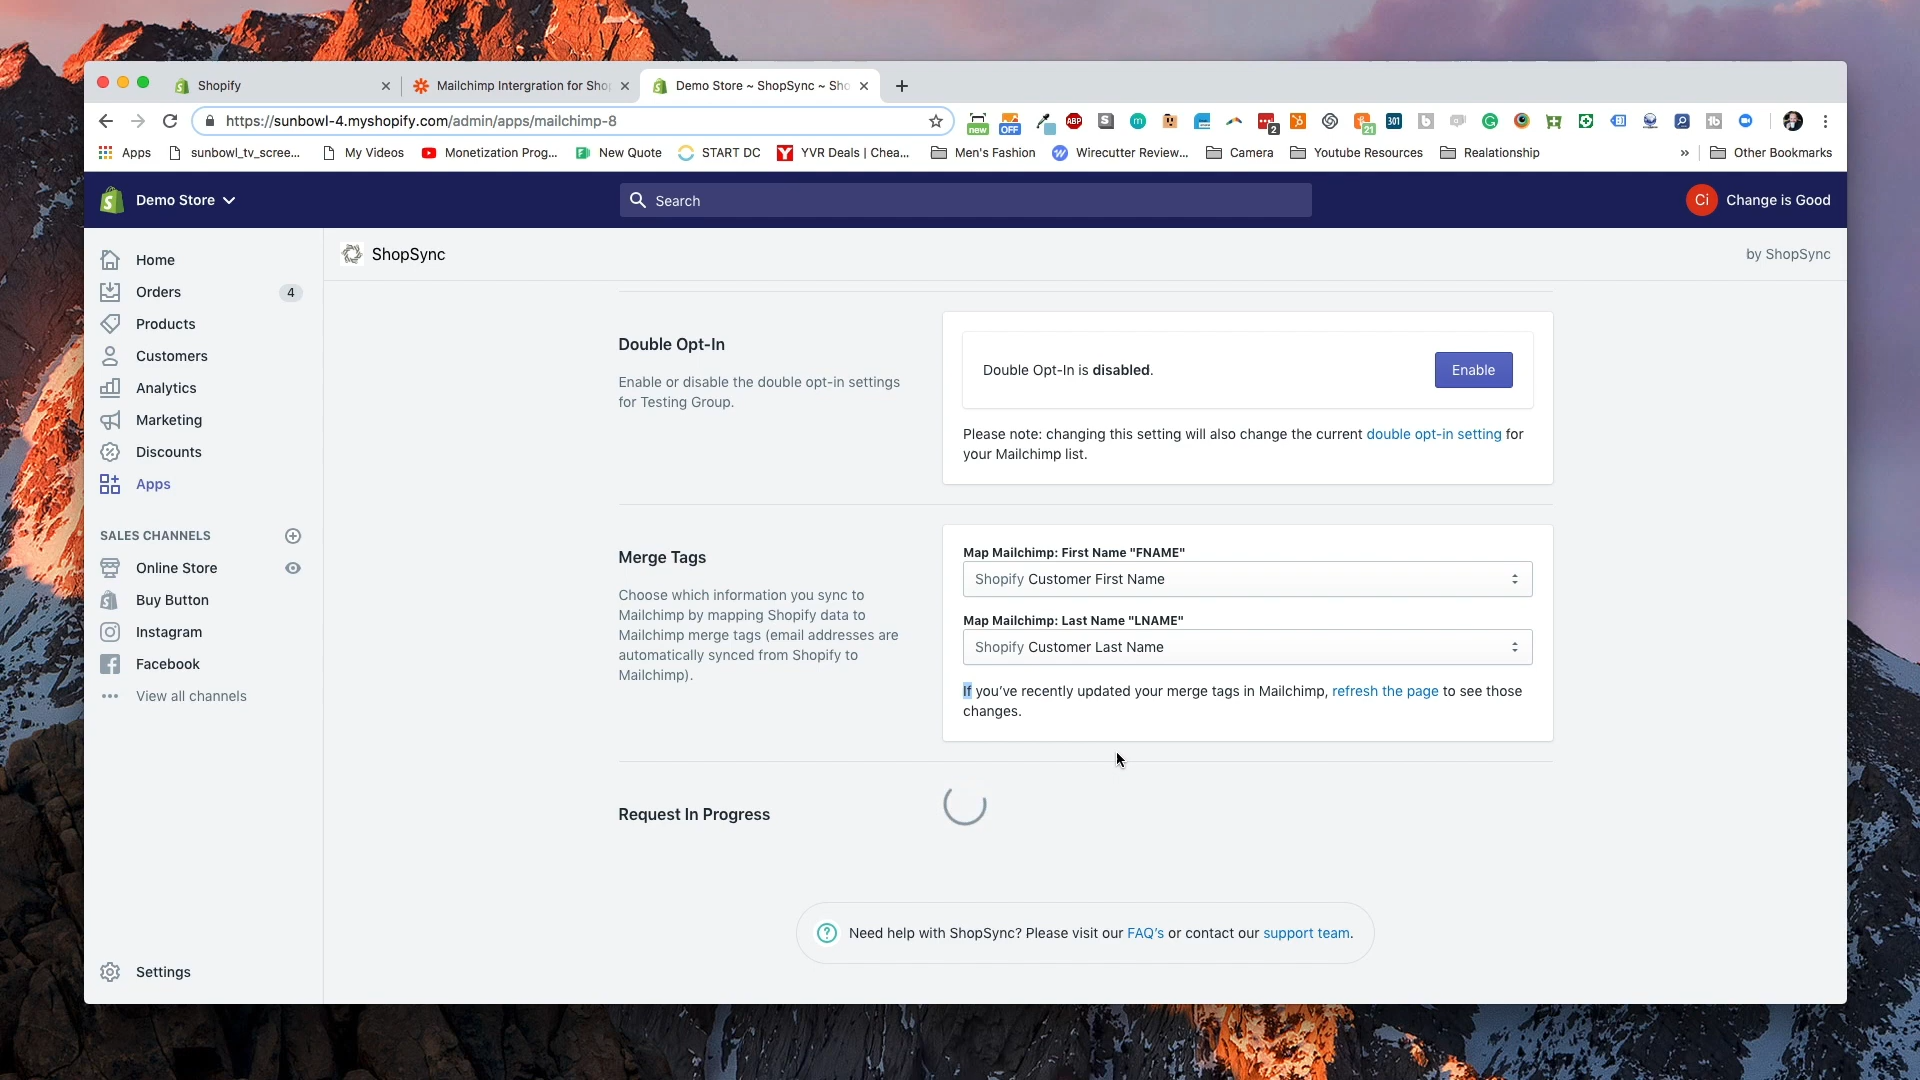 Shopify
Mailchimp Intergration for Sho
Demo Store ~ ShopSync ~ Sho
https://sunbowl-4.myshopify.com/admin/apps/mailchimp-8
new
OFF
ABP
2
21
301
Apps
sunbowl_tv_scree...
My Videos
Monetization Prog...
New Quote
START DC
YVR Deals | Chea...
Men's Fashion
Wirecutter Review...
Camera
Youtube Resources
Realationship
»
Other Bookmarks
Demo Store
Search
Ci
Change is Good
Home
Orders
4
Products
Customers
Analytics
Marketing
Discounts
Apps
SALES CHANNELS
Online Store
Buy Button
Instagram
Facebook
View all channels
Settings
ShopSync
by ShopSync
Double Opt-In
Enable or disable the double opt-in settings
for Testing Group.
Double Opt-In is disabled.
Enable
Please note: changing this setting will also change the current double opt-in setting for
your Mailchimp list.
Merge Tags
Choose which information you sync to
Mailchimp by mapping Shopify data to
Mailchimp merge tags (email addresses are
automatically synced from Shopify to
Mailchimp).
Map Mailchimp: First Name "FNAME"
Shopify Customer First Name
Map Mailchimp: Last Name "LNAME"
Shopify Customer Last Name
If you’ve recently updated your merge tags in Mailchimp, refresh the page to see those
changes.
Request In Progress
Need help with ShopSync? Please visit our FAQ’s or contact our support team.